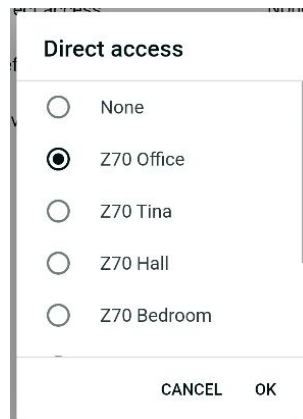 Direct access
None
Z70 Office
Z70 Tina
Z70 Hall
Z70 Bedroom
CANCEL OK